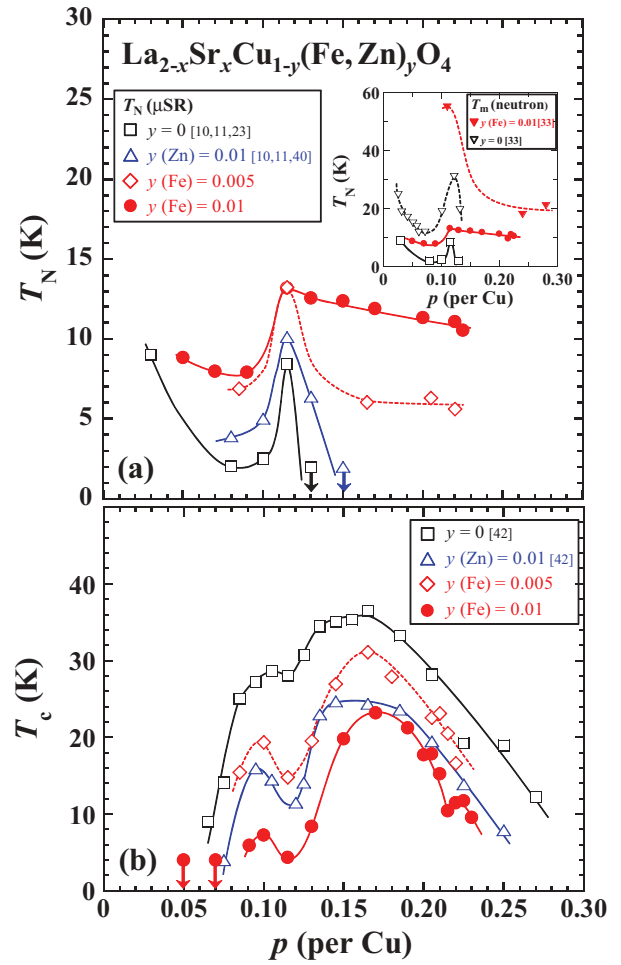 La2-xSrxCu1-y(Fe, Zn)yO4
TN (μSR)
y = 0 [10,11,23]
y (Zn) = 0.01 [10,11,40]
y (Fe) = 0.005
y (Fe) = 0.01
Tm (neutron)
y (Fe) = 0.01[33]
y = 0 [33]
60
40
20
0
TN (K)
0 0.10 0.20 0.30
p (per Cu)
30
25
20
15
10
5
0
TN (K)
(a)
y = 0 [42]
y (Zn) = 0.01 [42]
y (Fe) = 0.005
y (Fe) = 0.01
40
30
20
10
0
Tc (K)
(b)
0 0.05 0.10 0.15 0.20 0.25 0.30
p (per Cu)